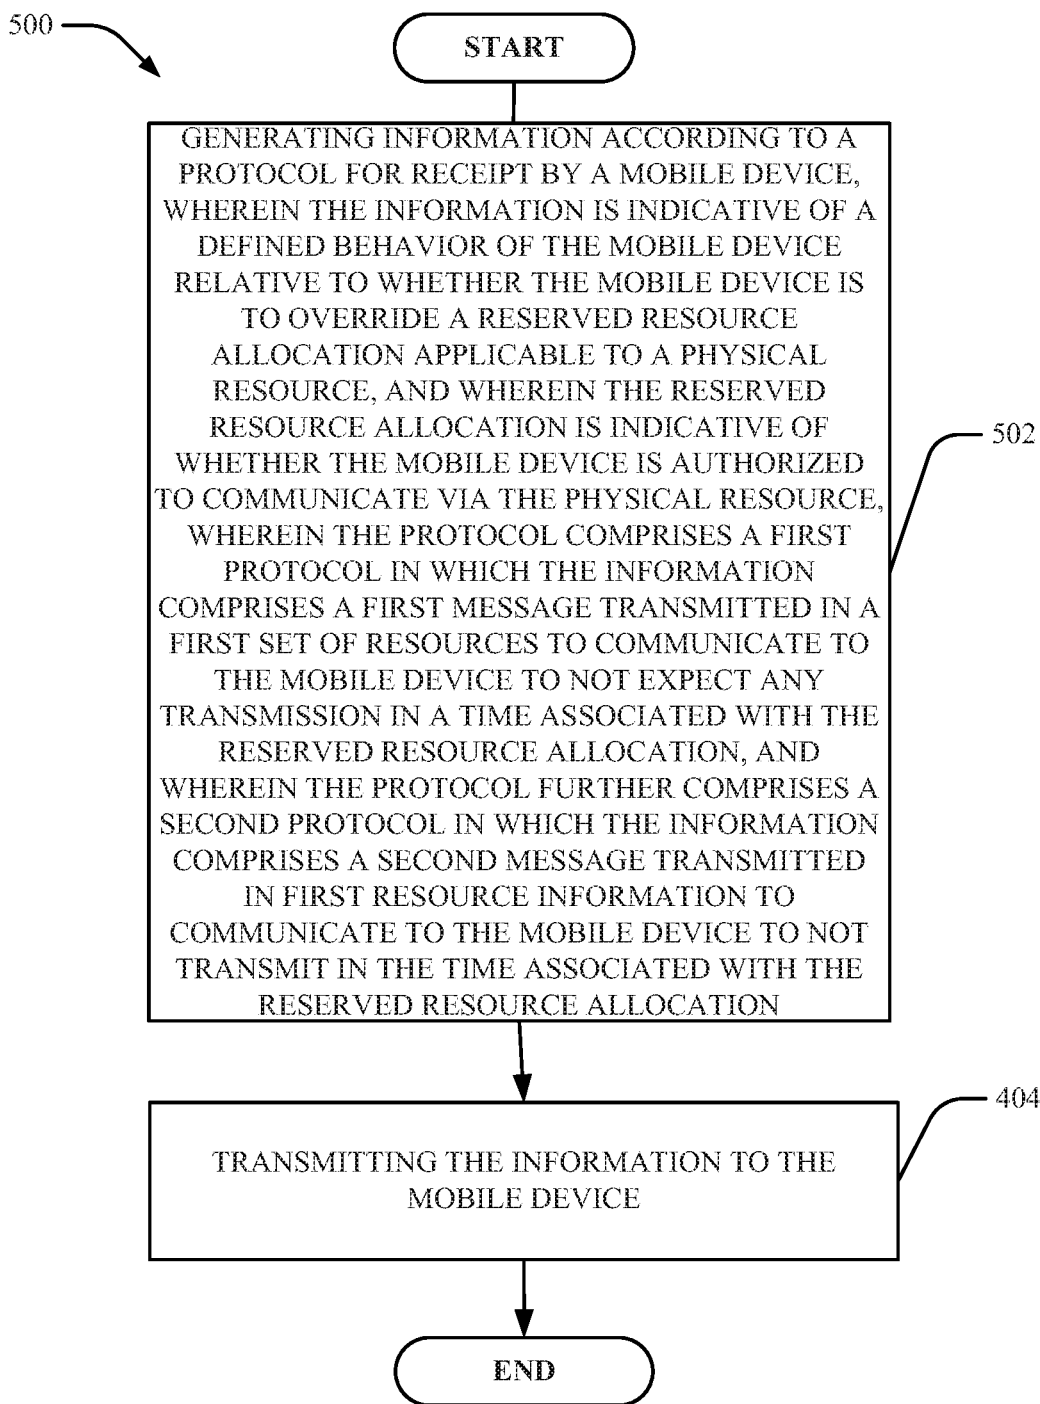 500
START
GENERATING INFORMATION ACCORDING TO A
PROTOCOL FOR RECEIPT BY A MOBILE DEVICE,
WHEREIN THE INFORMATION IS INDICATIVE OF A
DEFINED BEHAVIOR OF THE MOBILE DEVICE
RELATIVE TO WHETHER THE MOBILE DEVICE IS
TO OVERRIDE A RESERVED RESOURCE
ALLOCATION APPLICABLE TO A PHYSICAL
RESOURCE, AND WHEREIN THE RESERVED
RESOURCE ALLOCATION IS INDICATIVE OF
WHETHER THE MOBILE DEVICE IS AUTHORIZED
TO COMMUNICATE VIA THE PHYSICAL RESOURCE,
WHEREIN THE PROTOCOL COMPRISES A FIRST
PROTOCOL IN WHICH THE INFORMATION
COMPRISES A FIRST MESSAGE TRANSMITTED IN A
FIRST SET OF RESOURCES TO COMMUNICATE TO
THE MOBILE DEVICE TO NOT EXPECT ANY
TRANSMISSION IN A TIME ASSOCIATED WITH THE
RESERVED RESOURCE ALLOCATION, AND
WHEREIN THE PROTOCOL FURTHER COMPRISES A
SECOND PROTOCOL IN WHICH THE INFORMATION
COMPRISES A SECOND MESSAGE TRANSMITTED
IN FIRST RESOURCE INFORMATION TO
COMMUNICATE TO THE MOBILE DEVICE TO NOT
TRANSMIT IN THE TIME ASSOCIATED WITH THE
RESERVED RESOURCE ALLOCATION
502
TRANSMITTING THE INFORMATION TO THE
MOBILE DEVICE
404
END